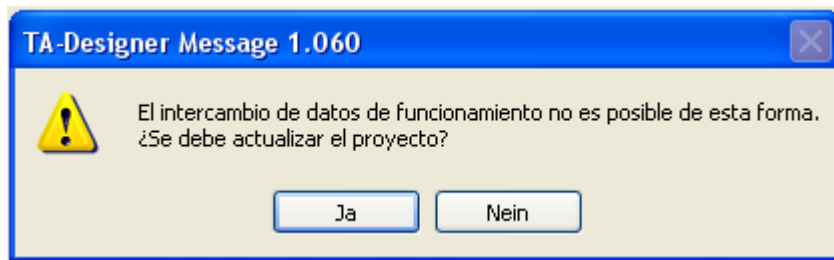 TA-Designer Message 1.060
El intercambio de datos de funcionamiento no es posible de esta forma.
¿Se debe actualizar el proyecto?
Ja
Nein